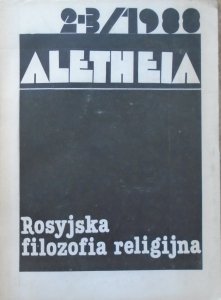 2-3/1988
ALETHEIA
Rosyjska
filozofia religijna